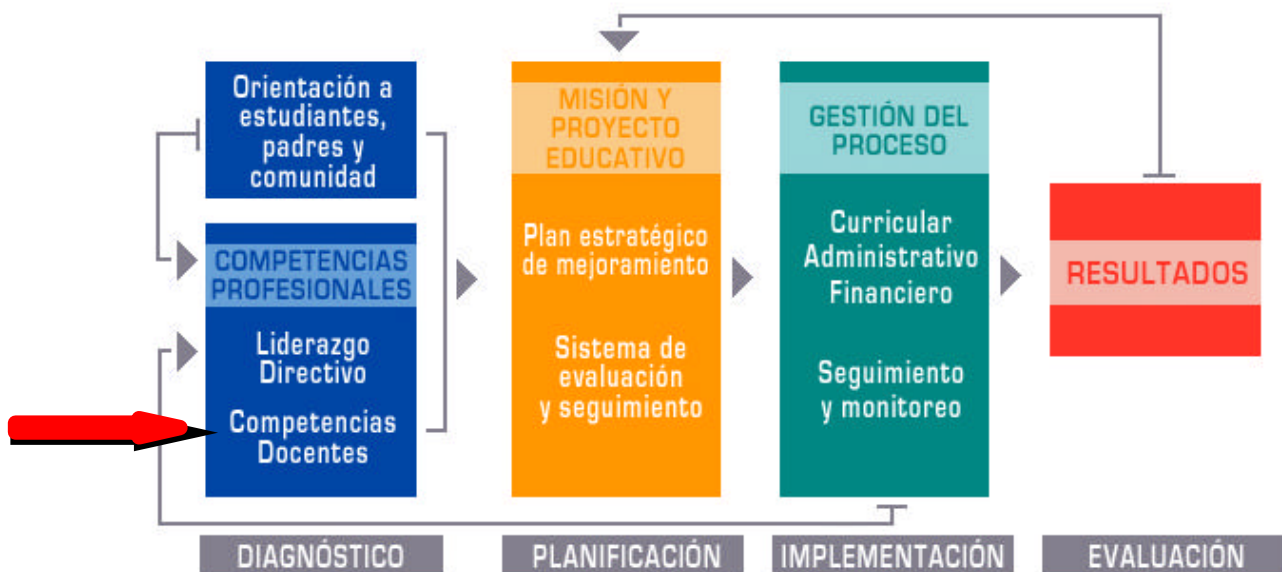 Orientación a
estudiantes,
padres y
comunidad
COMPETENCIAS
PROFESIONALES
Liderazgo
Directivo
Competencias
Docentes
MISIÓN Y
PROYECTO
EDUCATIVO
Plan estratégico
de mejoramiento
Sistema de
evaluación
y seguimiento
GESTIÓN DEL
PROCESO
Curricular
Administrativo
Financiero
Seguimiento
y monitoreo
RESULTADOS
DIAGNÓSTICO
PLANIFICACIÓN
IMPLEMENTACIÓN
EVALUACIÓN